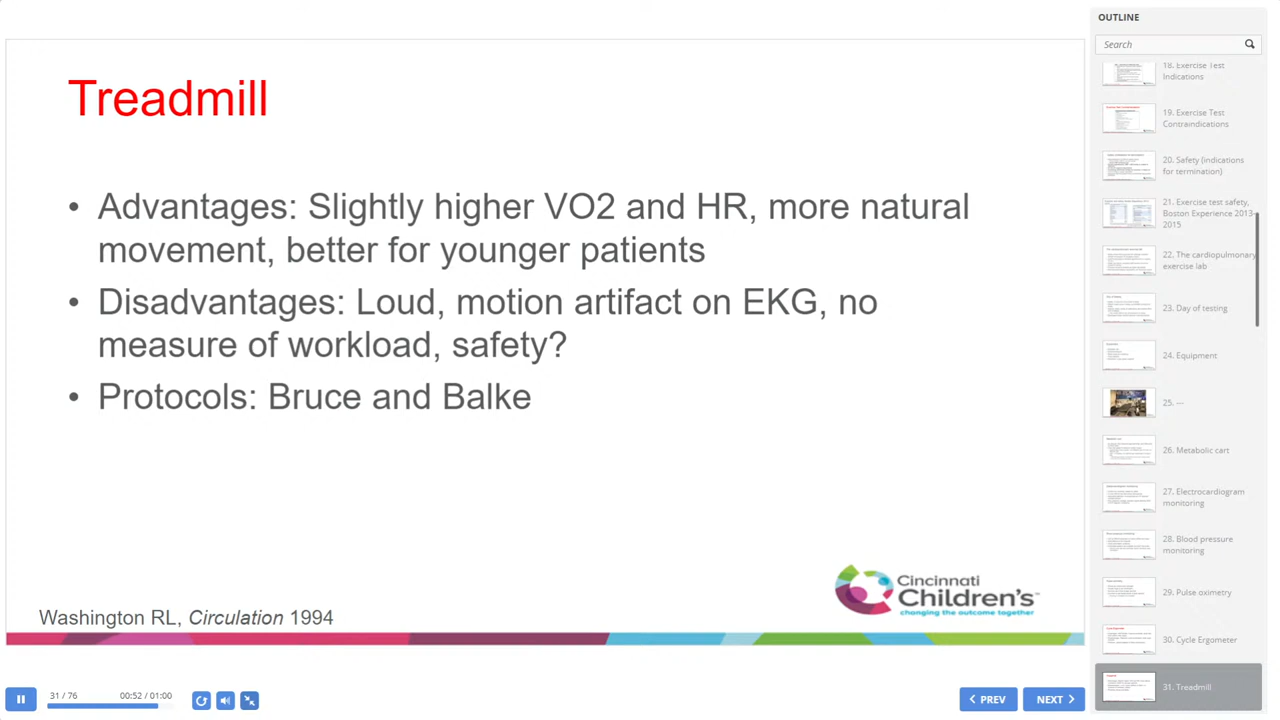 Treadmill
• Advantages: Slightly higher VO2 and HR, more natural
movement, better for younger patients
• Disadvantages: Loud, motion artifact on EKG, no
measure of workload, safety?
• Protocols: Bruce and Balke
Cincinnati
Children's
changing the outcome together
Washington RL, Circulation 1994
31 / 76
00:52 / 01:00
PREV
NEXT
OUTLINE
Search
18. Exercise Test
Indications
19. Exercise Test
Contraindications
20. Safety (indications
for termination)
21. Exercise test safety,
Boston Experience 2013-
2015
22. The cardiopulmonary
exercise lab
23. Day of testing
24. Equipment
25. —
26. Metabolic cart
27. Electrocardiogram
monitoring
28. Blood pressure
monitoring
29. Pulse oximetry
30. Cycle Ergometer
31. Treadmill